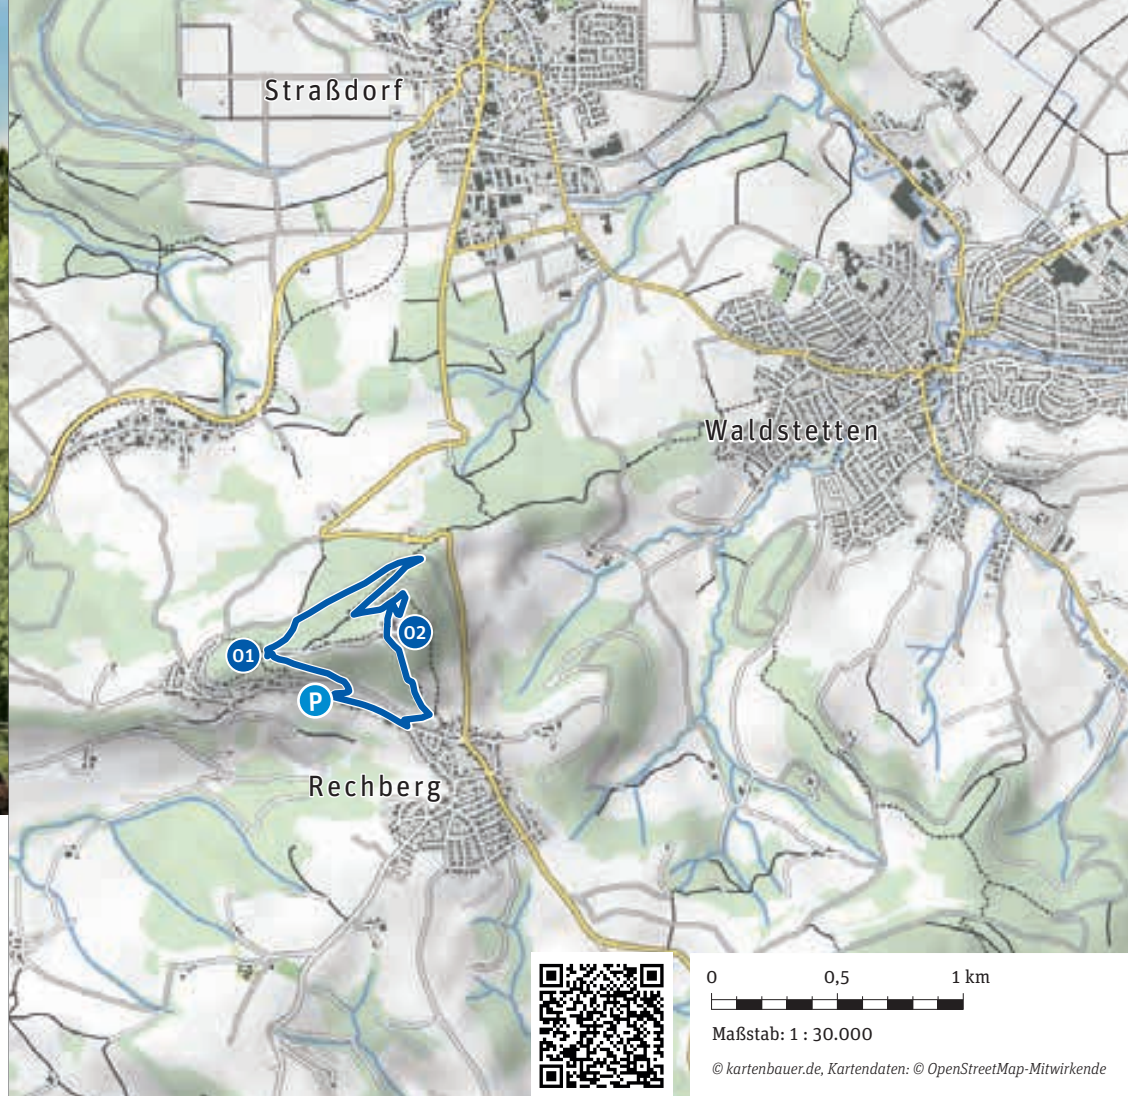 Straßdorf
Waldstetten
01
02
P
Rechberg
0 0,5 1 km
Maßstab: 1 : 30.000
© kartenbauer.de, Kartendaten: © OpenStreetMap-Mitwirkende